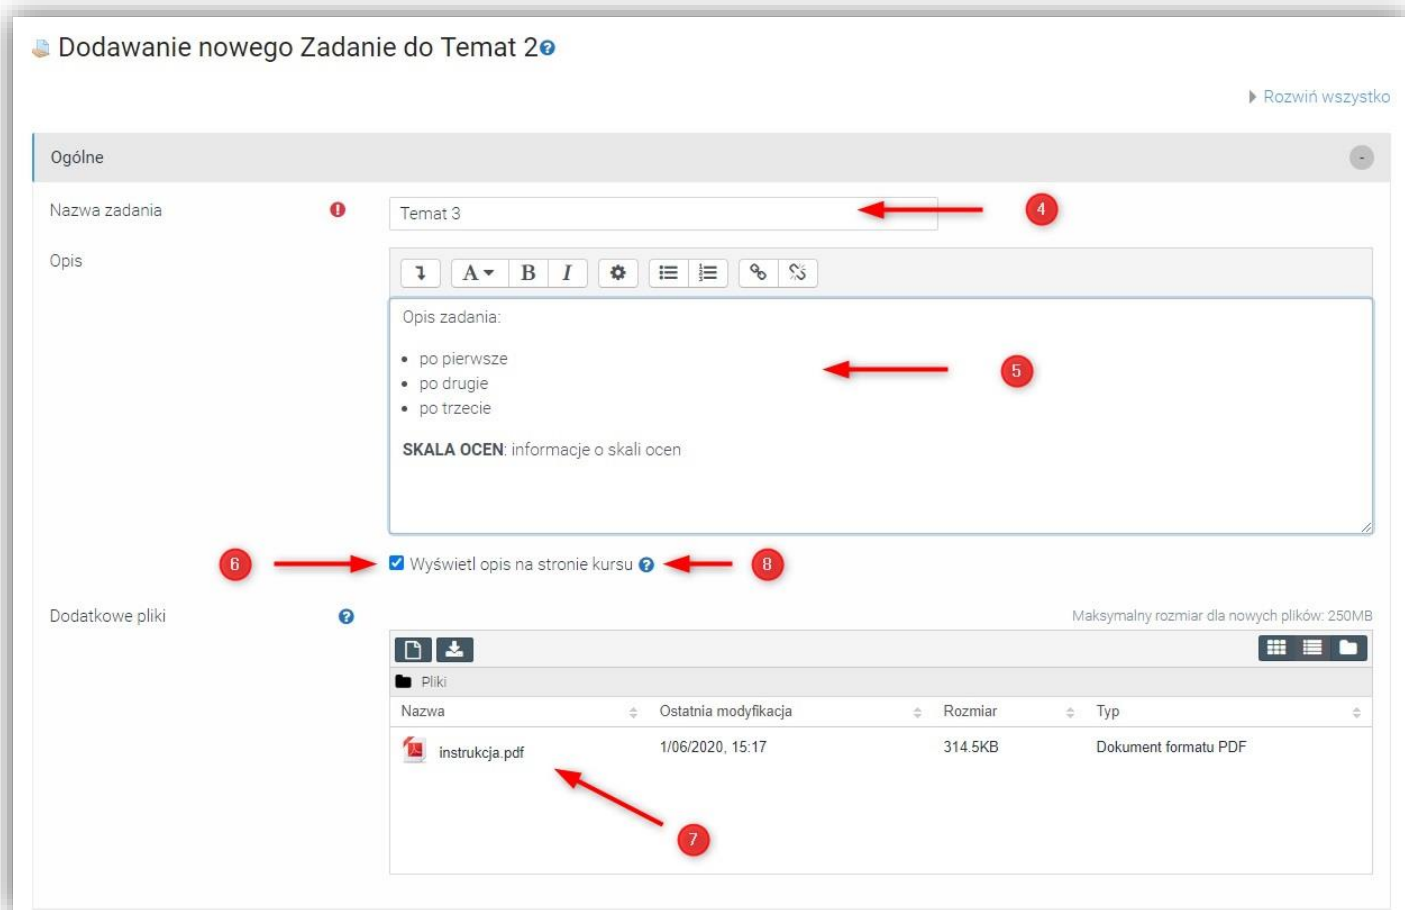 Dodawanie nowego Zadanie do Temat 2
Rozwiń wszystko
Ogólne
Nazwa zadania
Temat 3
4
Opis
A B I
Opis zadania:
po pierwsze
po drugie
po trzecie
5
SKALA OCEN: informacje o skali ocen
6 Wyświetl opis na stronie kursu 8
Dodatkowe pliki
Maksymalny rozmiar dla nowych plików: 250MB
Pliki
Nazwa Ostatnia modyfikacja Rozmiar Typ
instrukcja.pdf 1/06/2020, 15:17 314.5KB Dokument formatu PDF
7